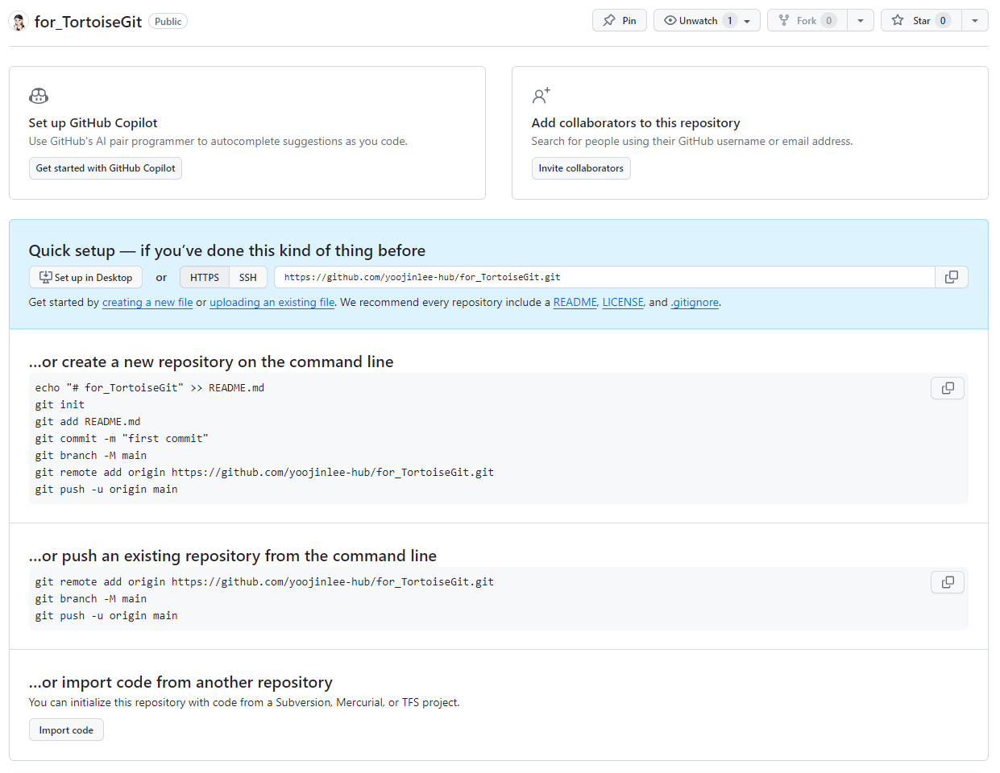 for_TortoiseGit Public Pin Unwatch 1 Fork 0 Star 0
Set up GitHub Copilot
Use GitHub's AI pair programmer to autocomplete suggestions as you code.
Get started with GitHub Copilot
Add collaborators to this repository
Search for people using their GitHub username or email address.
Invite collaborators
Quick setup — if you’ve done this kind of thing before
Set up in Desktop or HTTPS SSH https://github.com/yoojinlee-hub/for_TortoiseGit.git
Get started by creating a new file or uploading an existing file. We recommend every repository include a README, LICENSE, and .gitignore.
…or create a new repository on the command line
echo "# for_TortoiseGit" >> README.md
git init
git add README.md
git commit -m "first commit"
git branch -M main
git remote add origin https://github.com/yoojinlee-hub/for_TortoiseGit.git
git push -u origin main
…or push an existing repository from the command line
git remote add origin https://github.com/yoojinlee-hub/for_TortoiseGit.git
git branch -M main
git push -u origin main
…or import code from another repository
You can initialize this repository with code from a Subversion, Mercurial, or TFS project.
Import code